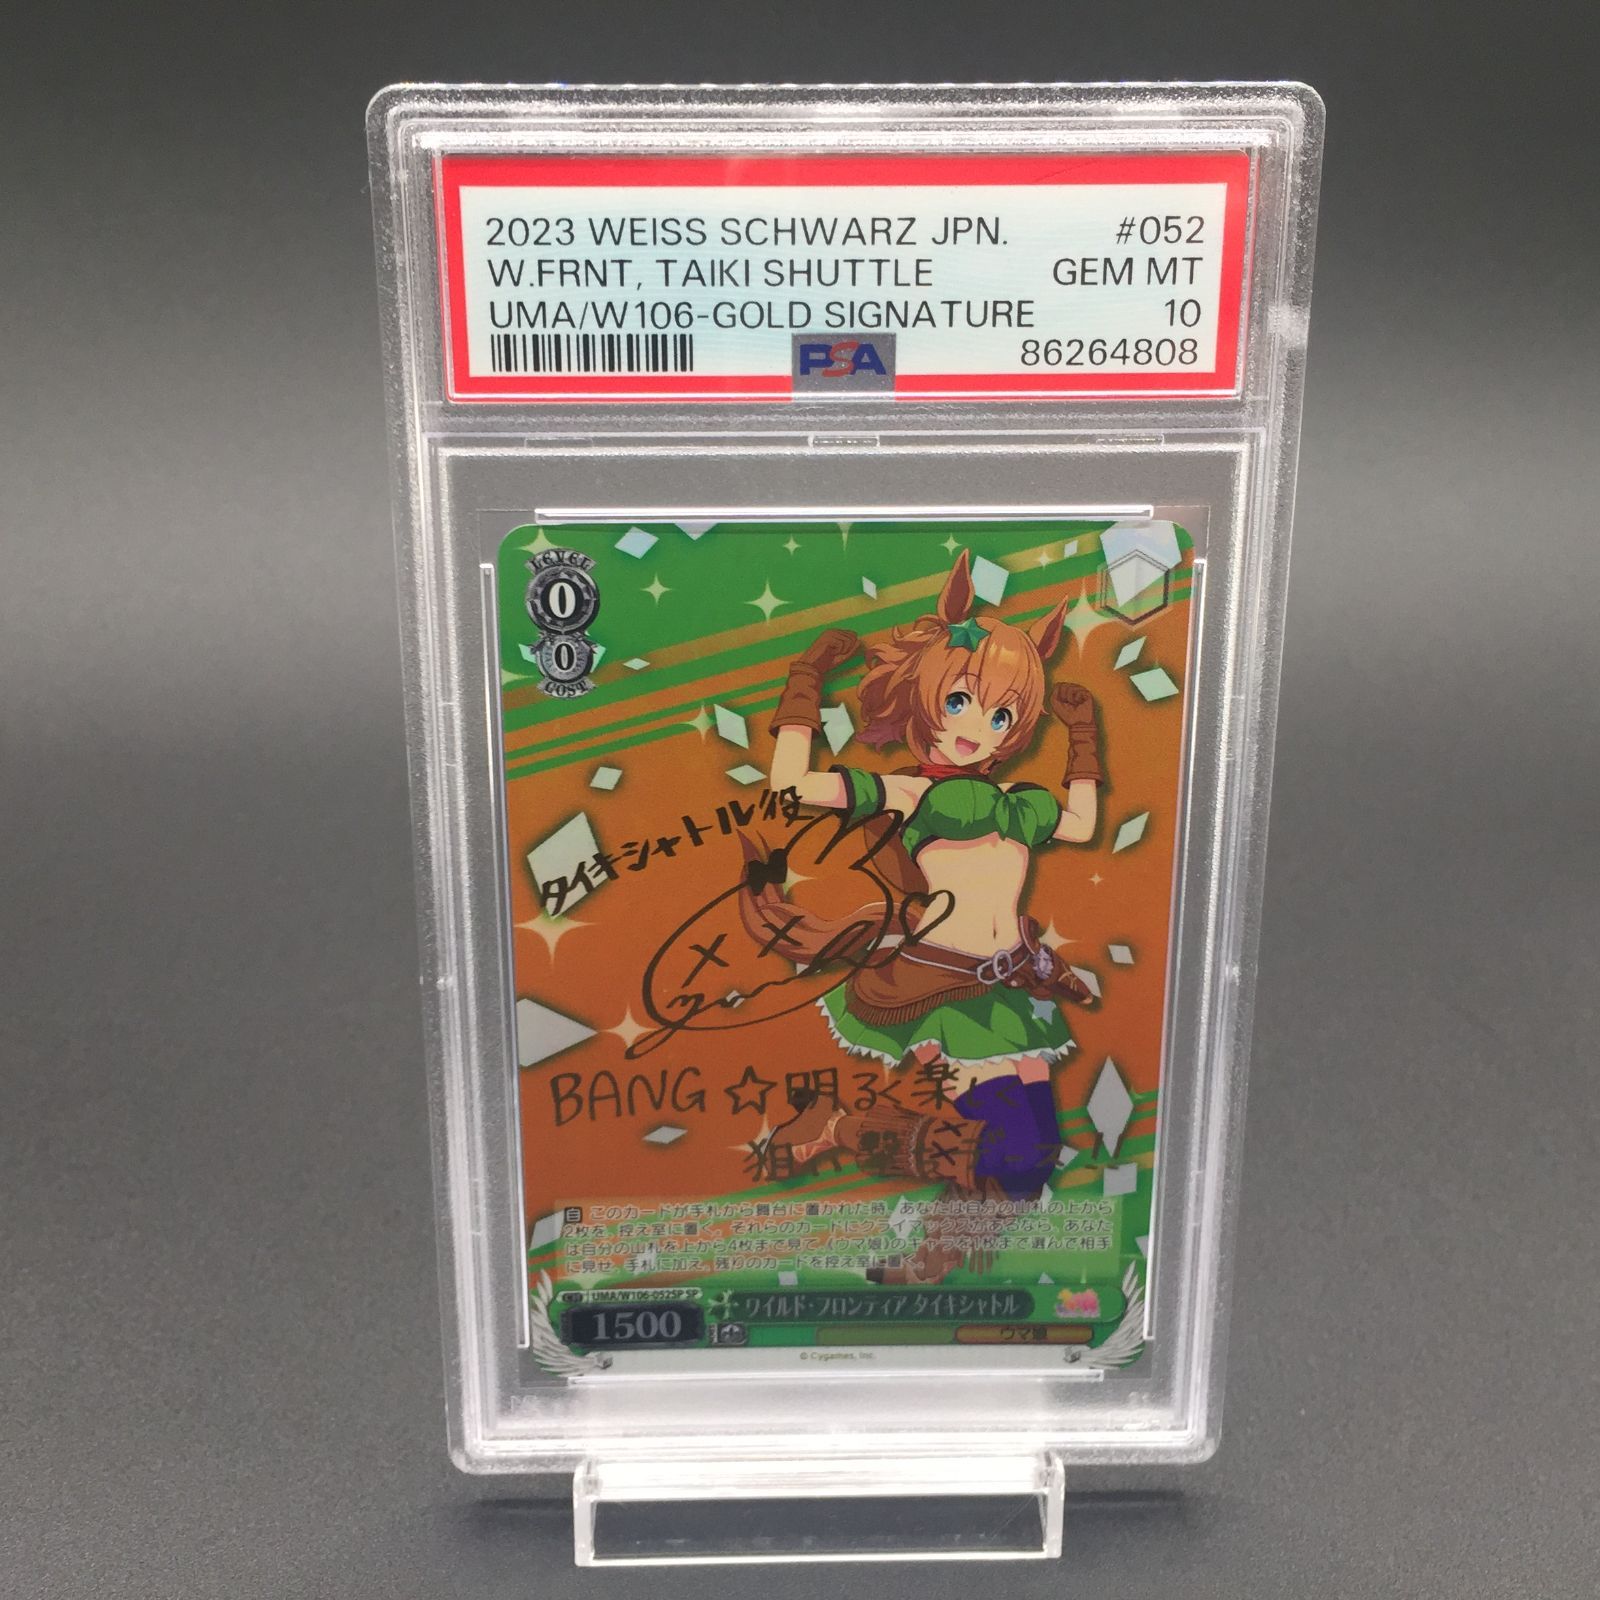 2023 WEISS SCHWARZ JPN. #052
W.FRNT, TAIKI SHUTTLE GEM MT
UMA/W106-GOLD SIGNATURE 10
PSA 86264808
LEVEL
0
0
COST
タイキシャトル役
BANG☆明るく楽しく
狙い撃ちデース!!
自 このカードが手札から舞台に置かれた時、あなたは自分の山札の上から
2枚を、控え室に置く。それらのカードにクライマックスがあるなら、あなた
は自分の山札を上から4枚まで見て、《ウマ娘》のキャラを1枚まで選んで相手
に見せ、手札に加え、残りのカードを控え室に置く。
UMA/W106-052SP SP ワイルド・フロンティア タイキシャトル
1500 ウマ娘
© Cygames, Inc.